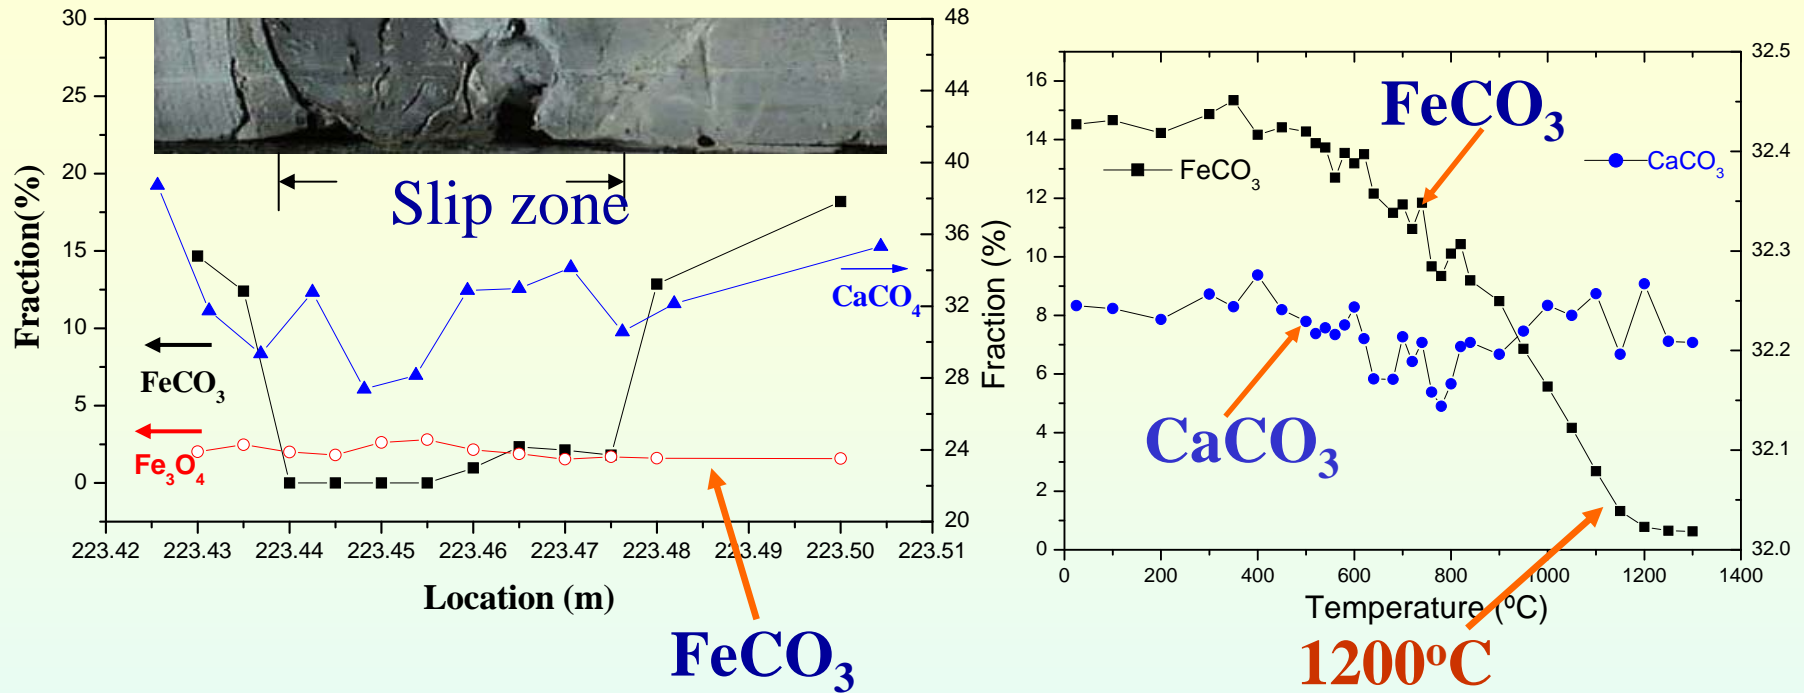 30
25
20
15
10
5
0
Fraction(%)
48
44
40
36
32
28
24
20
Slip zone
CaCO4
FeCO3
Fe3O4
223.42 223.43 223.44 223.45 223.46 223.47 223.48 223.49 223.50 223.51
Location (m)
FeCO3
16
14
12
10
8
6
4
2
0
Fraction (%)
32.5
32.4
32.3
32.2
32.1
32.0
FeCO3
FeCO3
CaCO3
CaCO3
0 200 400 600 800 1000 1200 1400
Temperature (ºC)
1200ºC